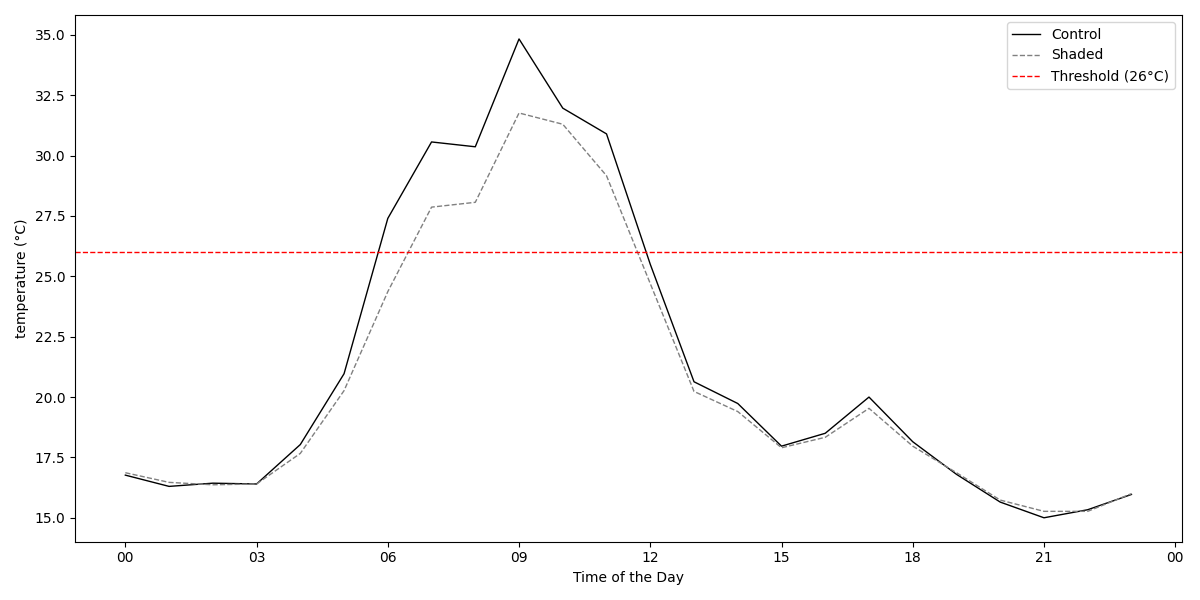 Control
Shaded
Threshold (26°C)
35.0
32.5
30.0
27.5
25.0
22.5
20.0
17.5
15.0
temperature (°C)
00 03 06 09 12 15 18 21 00
Time of the Day